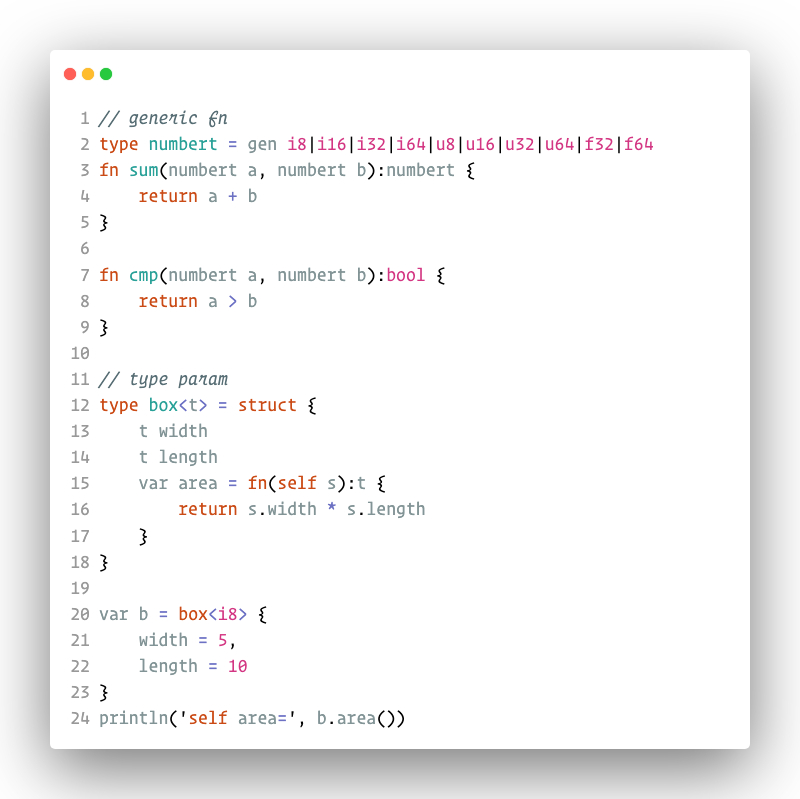 1 // generic fn
2 type numbert = gen i8|i16|i32|i64|u8|u16|u32|u64|f32|f64
3 fn sum(numbert a, numbert b):numbert {
4     return a + b
5 }
6
7 fn cmp(numbert a, numbert b):bool {
8     return a > b
9 }
10
11 // type param
12 type box<t> = struct {
13     t width
14     t length
15     var area = fn(self s):t {
16         return s.width * s.length
17     }
18 }
19
20 var b = box<i8> {
21     width = 5,
22     length = 10
23 }
24 println('self area=', b.area())